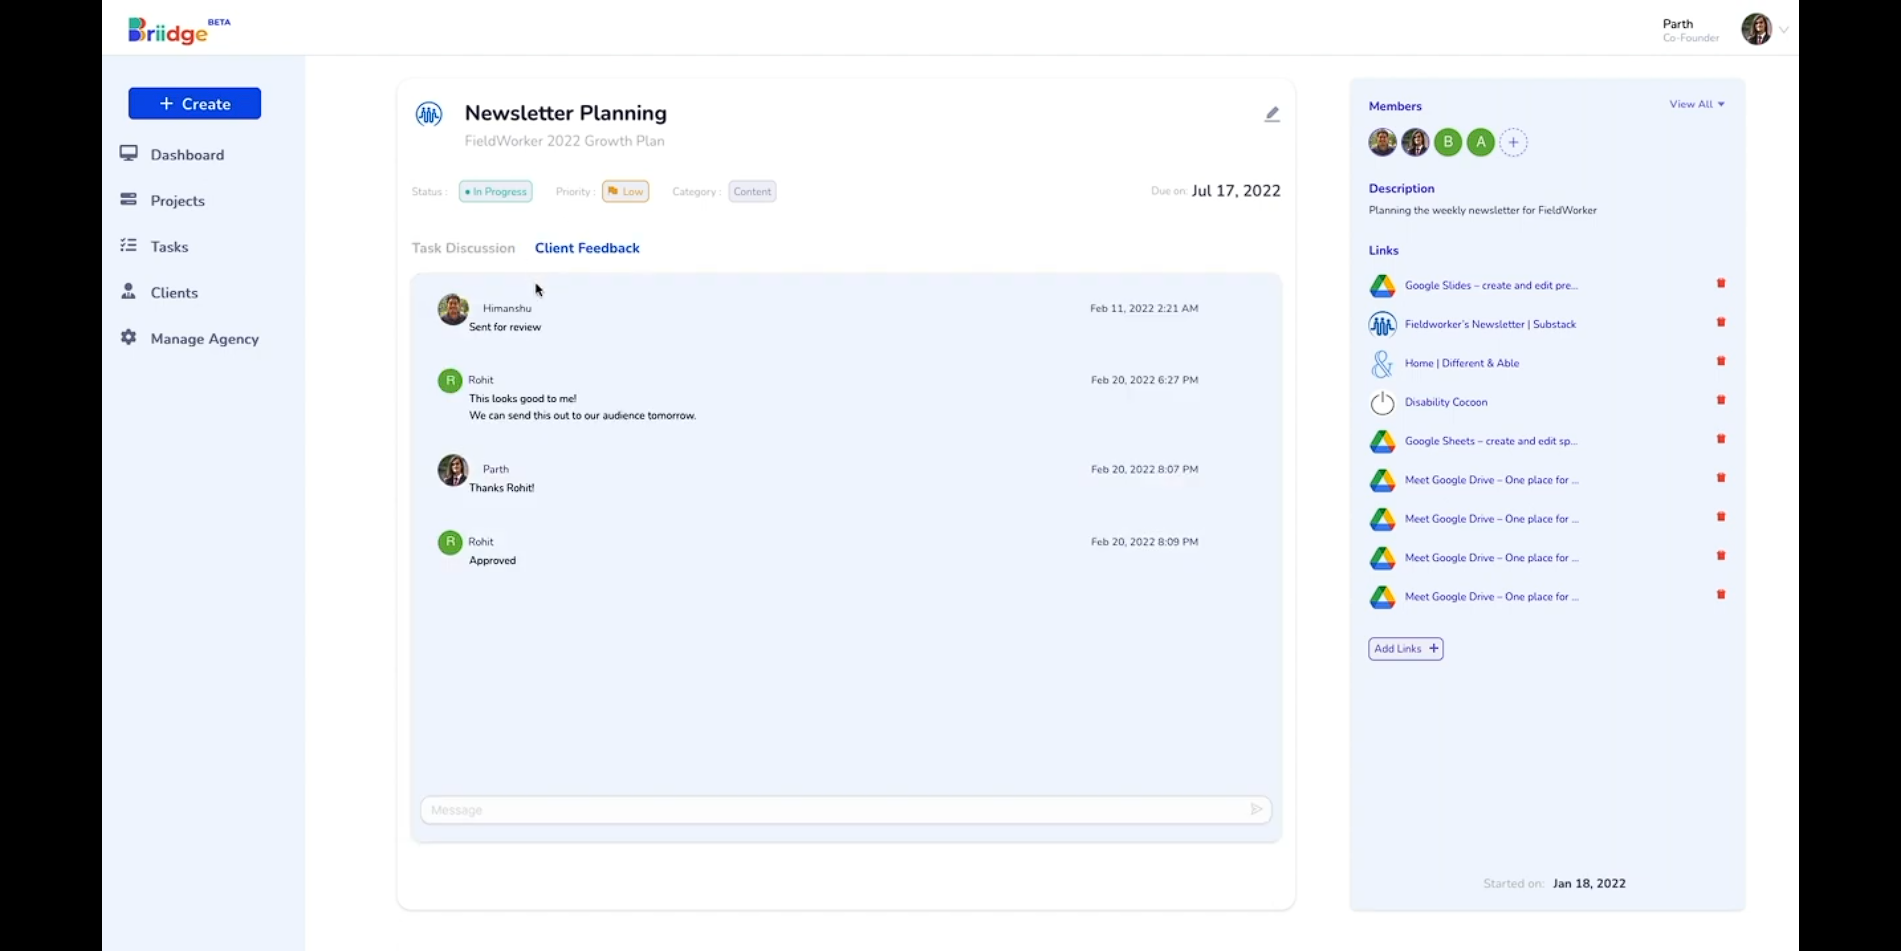 Briidge BETA
Parth
Co-Founder
+ Create
Dashboard
Projects
Tasks
Clients
Manage Agency
Newsletter Planning
FieldWorker 2022 Growth Plan
Status : • In Progress Priority : Low Category : Content Due on: Jul 17, 2022
Task Discussion Client Feedback
Himanshu Feb 11, 2022 2:21 AM
Sent for review
R Rohit Feb 20, 2022 6:27 PM
This looks good to me!
We can send this out to our audience tomorrow.
Parth Feb 20, 2022 8:07 PM
Thanks Rohit!
R Rohit Feb 20, 2022 8:09 PM
Approved
Message
Members View All
B A +
Description
Planning the weekly newsletter for FieldWorker
Links
Google Slides – create and edit pre...
Fieldworker's Newsletter | Substack
& Home | Different & Able
Disability Cocoon
Google Sheets – create and edit sp...
Meet Google Drive – One place for ...
Meet Google Drive – One place for ...
Meet Google Drive – One place for ...
Meet Google Drive – One place for ...
Add Links +
Started on: Jan 18, 2022